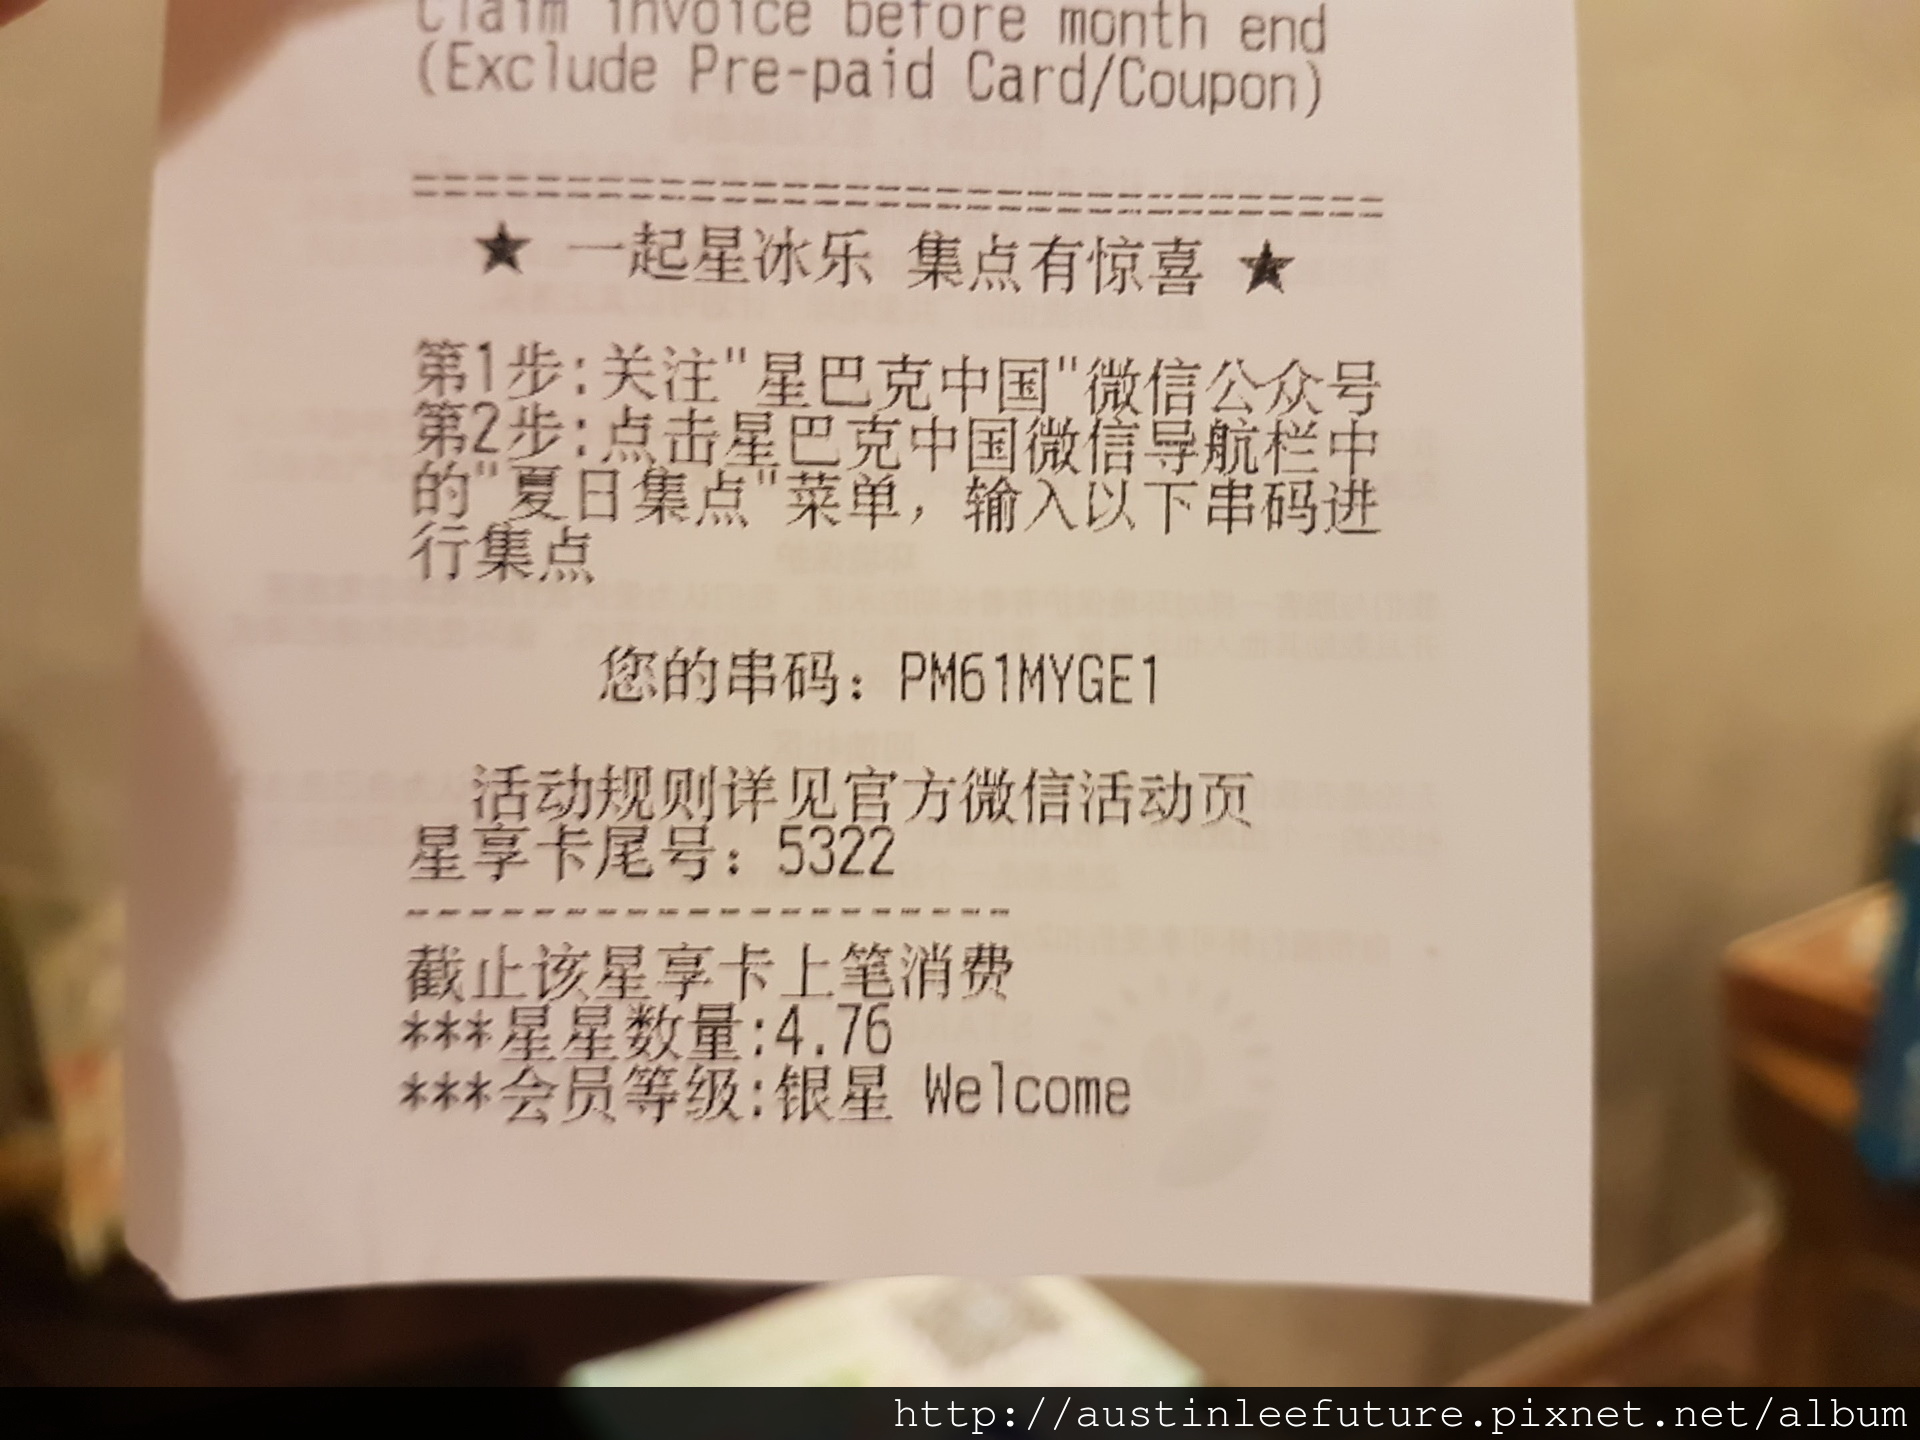 Claim invoice before month end
(Exclude Pre-paid Card/Coupon)
================================
★ 一起星冰乐 集点有惊喜 ★
第1步:关注"星巴克中国"微信公众号
第2步:点击星巴克中国微信导航栏中
的"夏日集点"菜单，输入以下串码进
行集点
您的串码：PM61MYGE1
活动规则详见官方微信活动页
星享卡尾号：5322
--------------------
截止该星享卡上笔消费
***星星数量:4.76
***会员等级:银星 Welcome
http://austinleefuture.pixnet.net/album